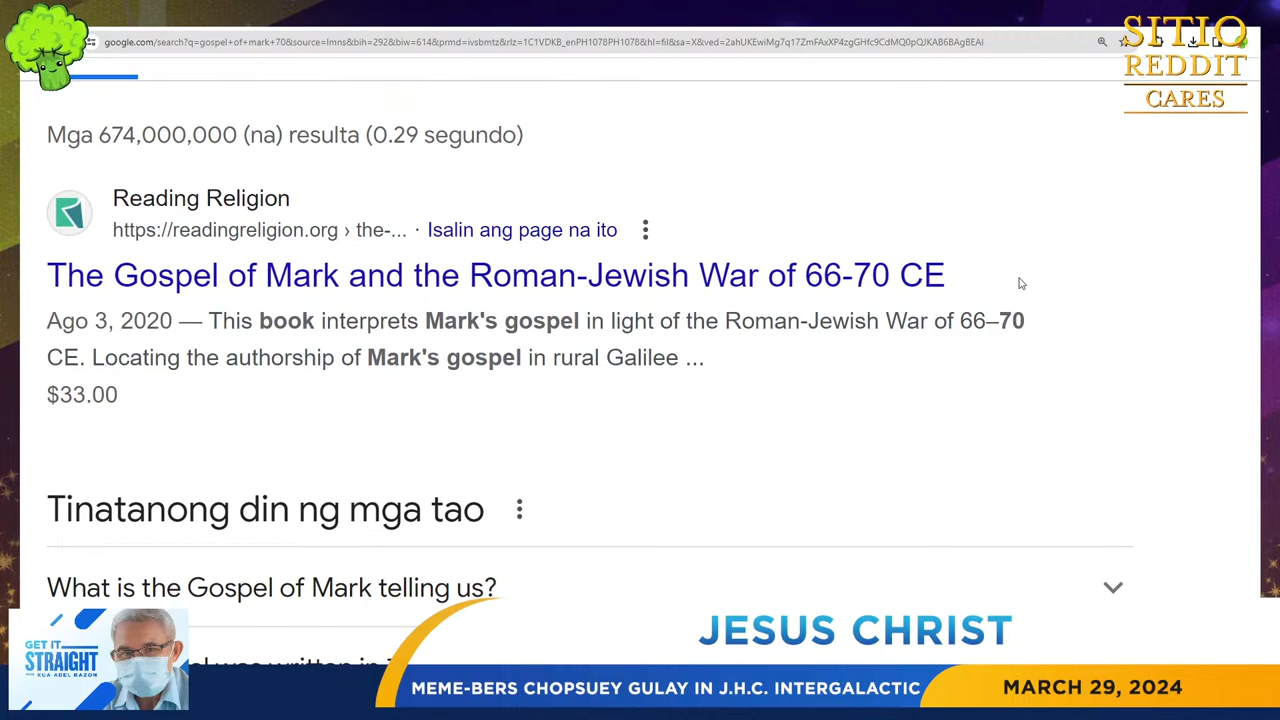 google.com/search?q=gospel+of+mark+70&source=lmns&bih=292&biw=614&prmd=ivsbmtz&rlz=1C1VDKB_enPH1078PH1078&hl=fil&sa=X&ved=2ahUKEwiMg7q17ZmFAxXP4zgGHfc9CdMQ0pQJKAB6BAgBEAI
SITIO
REDDIT
CARES
Mga 674,000,000 (na) resulta (0.29 segundo)
Reading Religion
https://readingreligion.org › the-... · Isalin ang page na ito
The Gospel of Mark and the Roman-Jewish War of 66-70 CE
Ago 3, 2020 — This book interprets Mark's gospel in light of the Roman-Jewish War of 66–70
CE. Locating the authorship of Mark's gospel in rural Galilee ...
$33.00
Tinatanong din ng mga tao
What is the Gospel of Mark telling us?
GET IT
STRAIGHT
KUYA ADEL RAZON
JESUS CHRIST
MEME-BERS CHOPSUEY GULAY IN J.H.C. INTERGALACTIC
MARCH 29, 2024